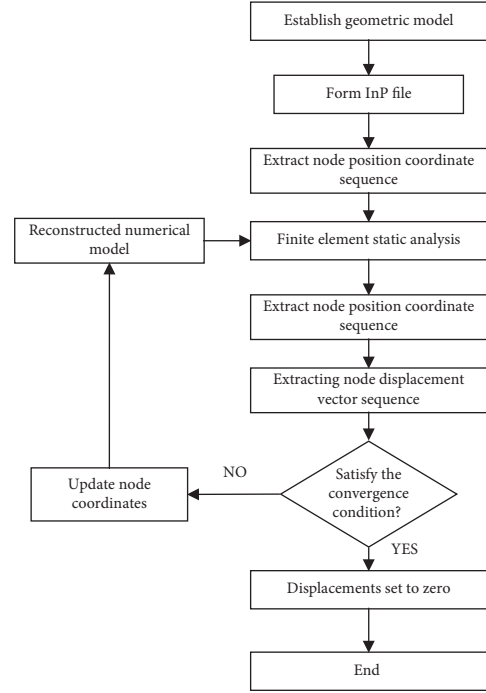 Establish geometric model
Form InP file
Extract node position coordinate
sequence
Reconstructed numerical
model
Finite element static analysis
Extract node position coordinate
sequence
Extracting node displacement
vector sequence
Satisfy the
convergence
condition?
NO
Update node
coordinates
YES
Displacements set to zero
End